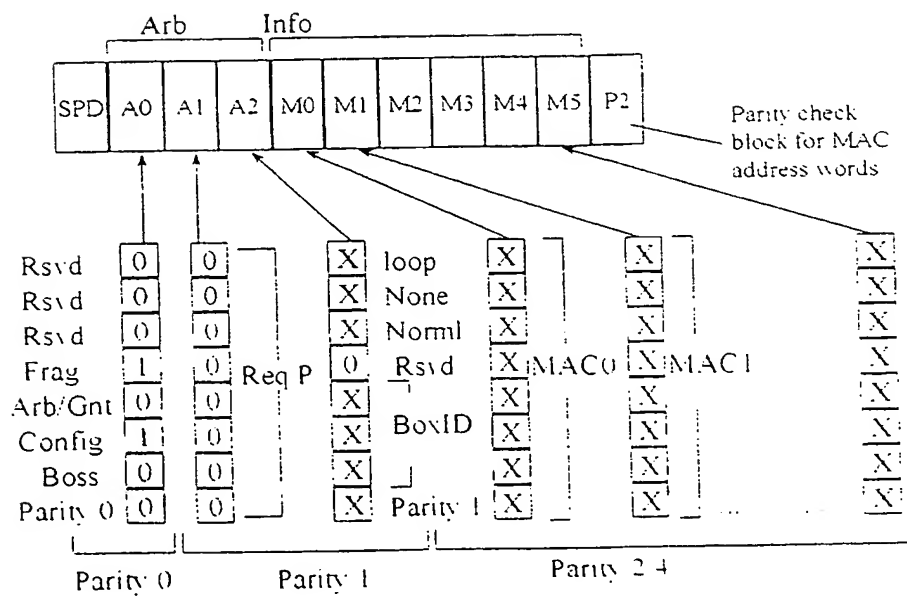 Arb Info
SPD A0 A1 A2 M0 M1 M2 M3 M4 M5 P2
Parity check
block for MAC
address words
Rsvd 0 0 X loop X X X
Rsvd 0 0 X None X X X
Rsvd 0 0 X Norml X X X
Frag 1 0 Req P 0 Rsvd X MAC0 X MAC1 X
Arb/Gnt 0 0 X X X X
Config 1 0 X BoxID X X X
Boss 0 0 X X X X
Parity 0 0 0 X Parity 1 X X ... ... X
Parity 0 Parity 1 Parity 2-4